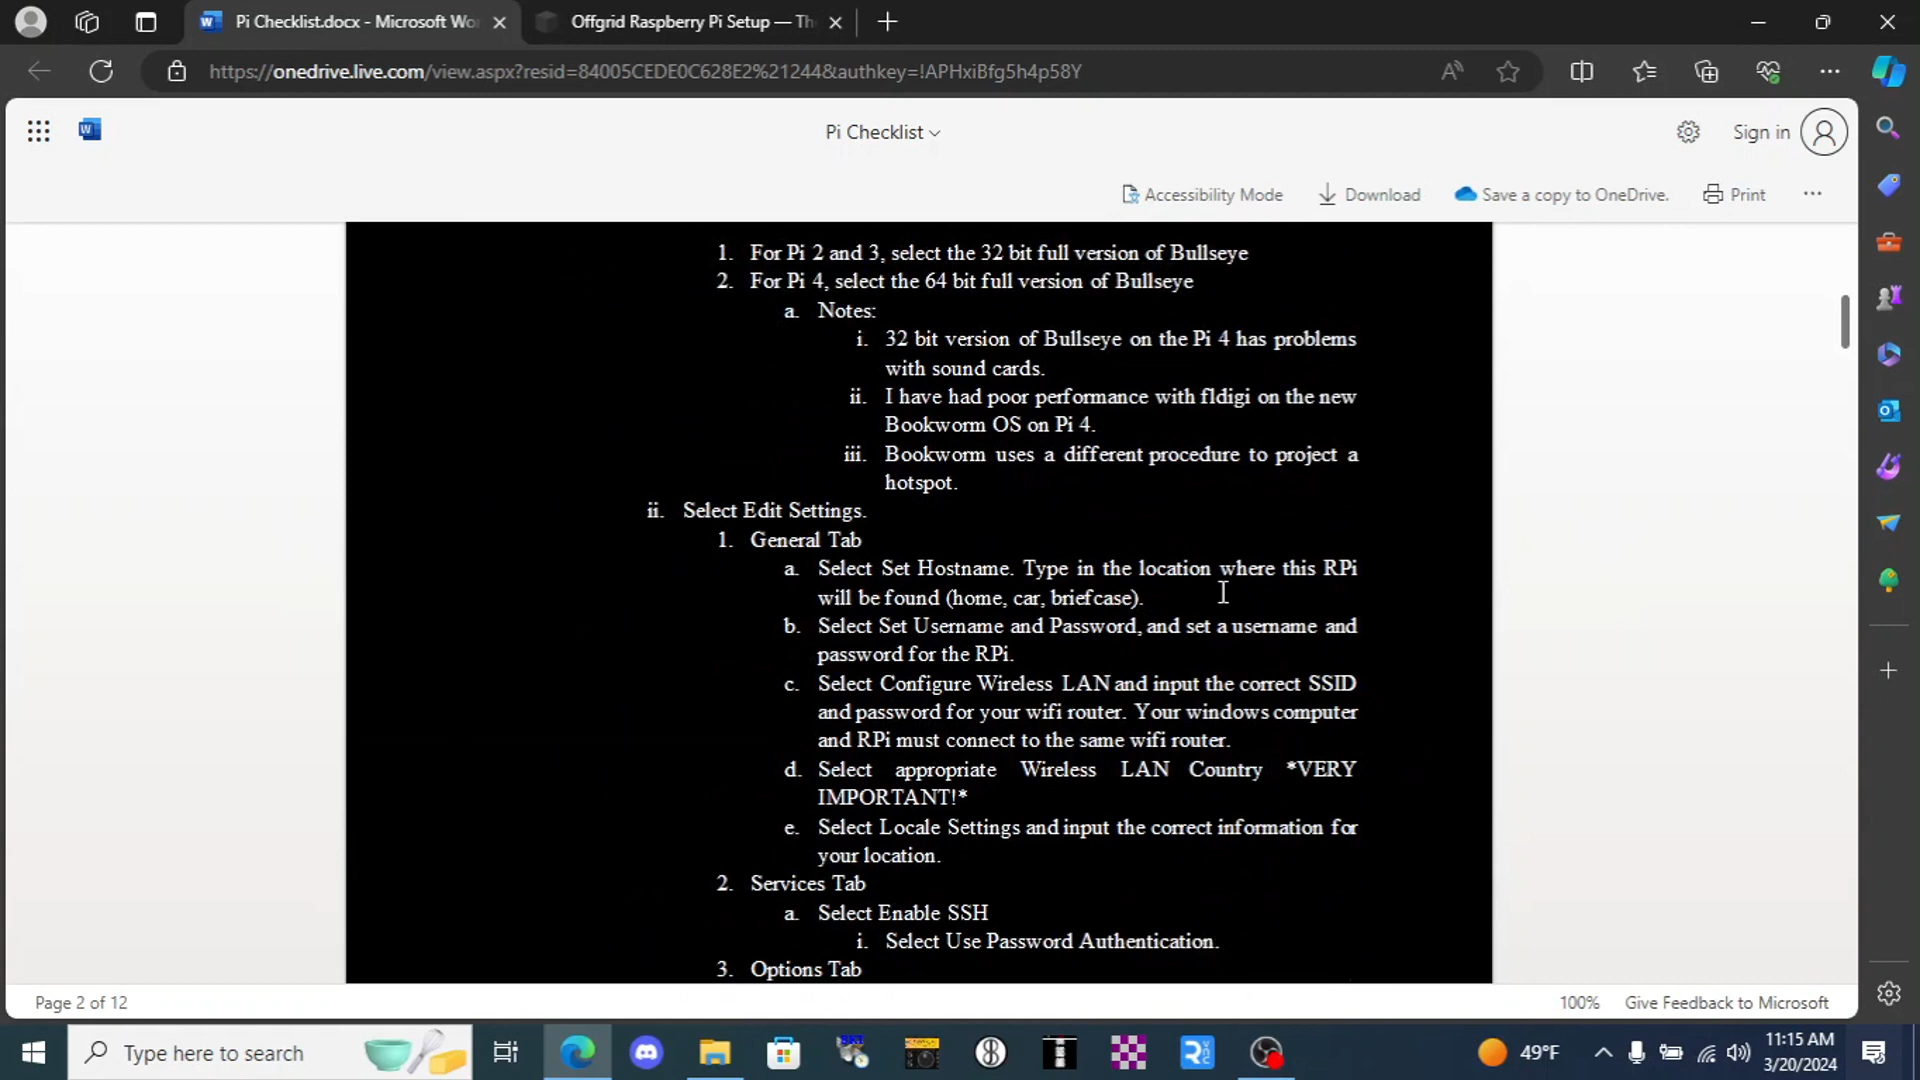 Pi Checklist.docx - Microsoft Wo
Offgrid Raspberry Pi Setup — Th
https://onedrive.live.com/view.aspx?resid=84005CEDE0C628E2%21244&authkey=!APHxiBfg5h4p58Y
Pi Checklist
Sign in
Accessibility Mode
Download
Save a copy to OneDrive.
Print
1. For Pi 2 and 3, select the 32 bit full version of Bullseye
2. For Pi 4, select the 64 bit full version of Bullseye
a. Notes:
i. 32 bit version of Bullseye on the Pi 4 has problems
with sound cards.
ii. I have had poor performance with fldigi on the new
Bookworm OS on Pi 4.
iii. Bookworm uses a different procedure to project a
hotspot.
ii. Select Edit Settings.
1. General Tab
a. Select Set Hostname. Type in the location where this RPi
will be found (home, car, briefcase).
b. Select Set Username and Password, and set a username and
password for the RPi.
c. Select Configure Wireless LAN and input the correct SSID
and password for your wifi router. Your windows computer
and RPi must connect to the same wifi router.
d. Select appropriate Wireless LAN Country *VERY
IMPORTANT!*
e. Select Locale Settings and input the correct information for
your location.
2. Services Tab
a. Select Enable SSH
i. Select Use Password Authentication.
3. Options Tab
Page 2 of 12
100%
Give Feedback to Microsoft
Type here to search
49°F
11:15 AM
3/20/2024